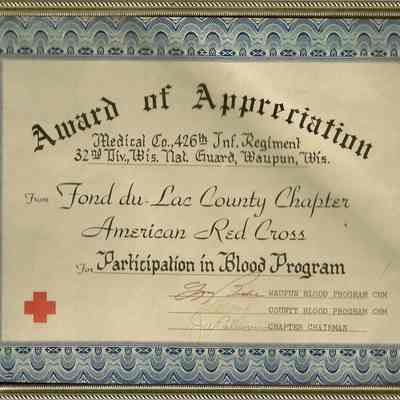 Award of Appreciation
Medical Co., 426th Inf. Regiment
32nd Div., Wis. Nat. Guard, Waupun, Wis.
From Fond du-Lac County Chapter
American Red Cross
For Participation in Blood Program
WAUPUN BLOOD PROGRAM CHM
COUNTY BLOOD PROGRAM CHM
CHAPTER CHAIRMAN